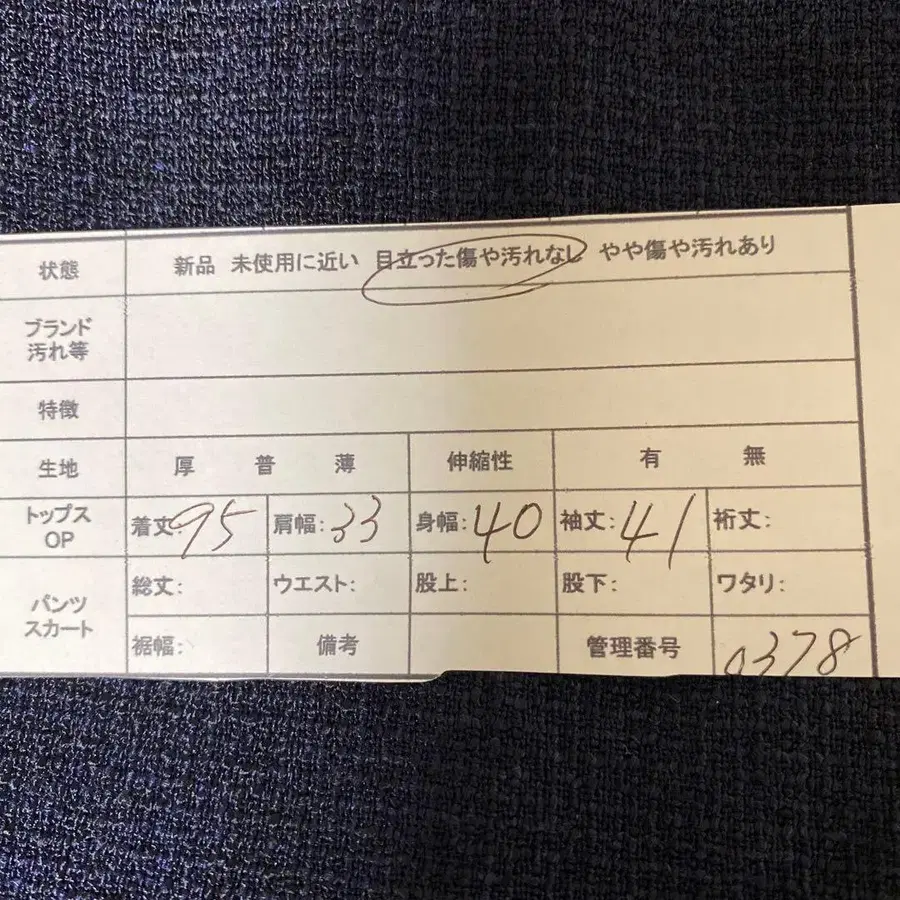 状態 新品 未使用に近い 目立った傷や汚れなし やや傷や汚れあり
ブランド
汚れ等
特徴
生地 厚 普 薄 伸縮性 有 無
トップス
OP
着丈:95 肩幅:33 身幅:40 袖丈:41 裄丈:
パンツ
スカート
総丈: ウエスト: 股上: 股下: ワタリ:
裾幅: 備考 管理番号 0378